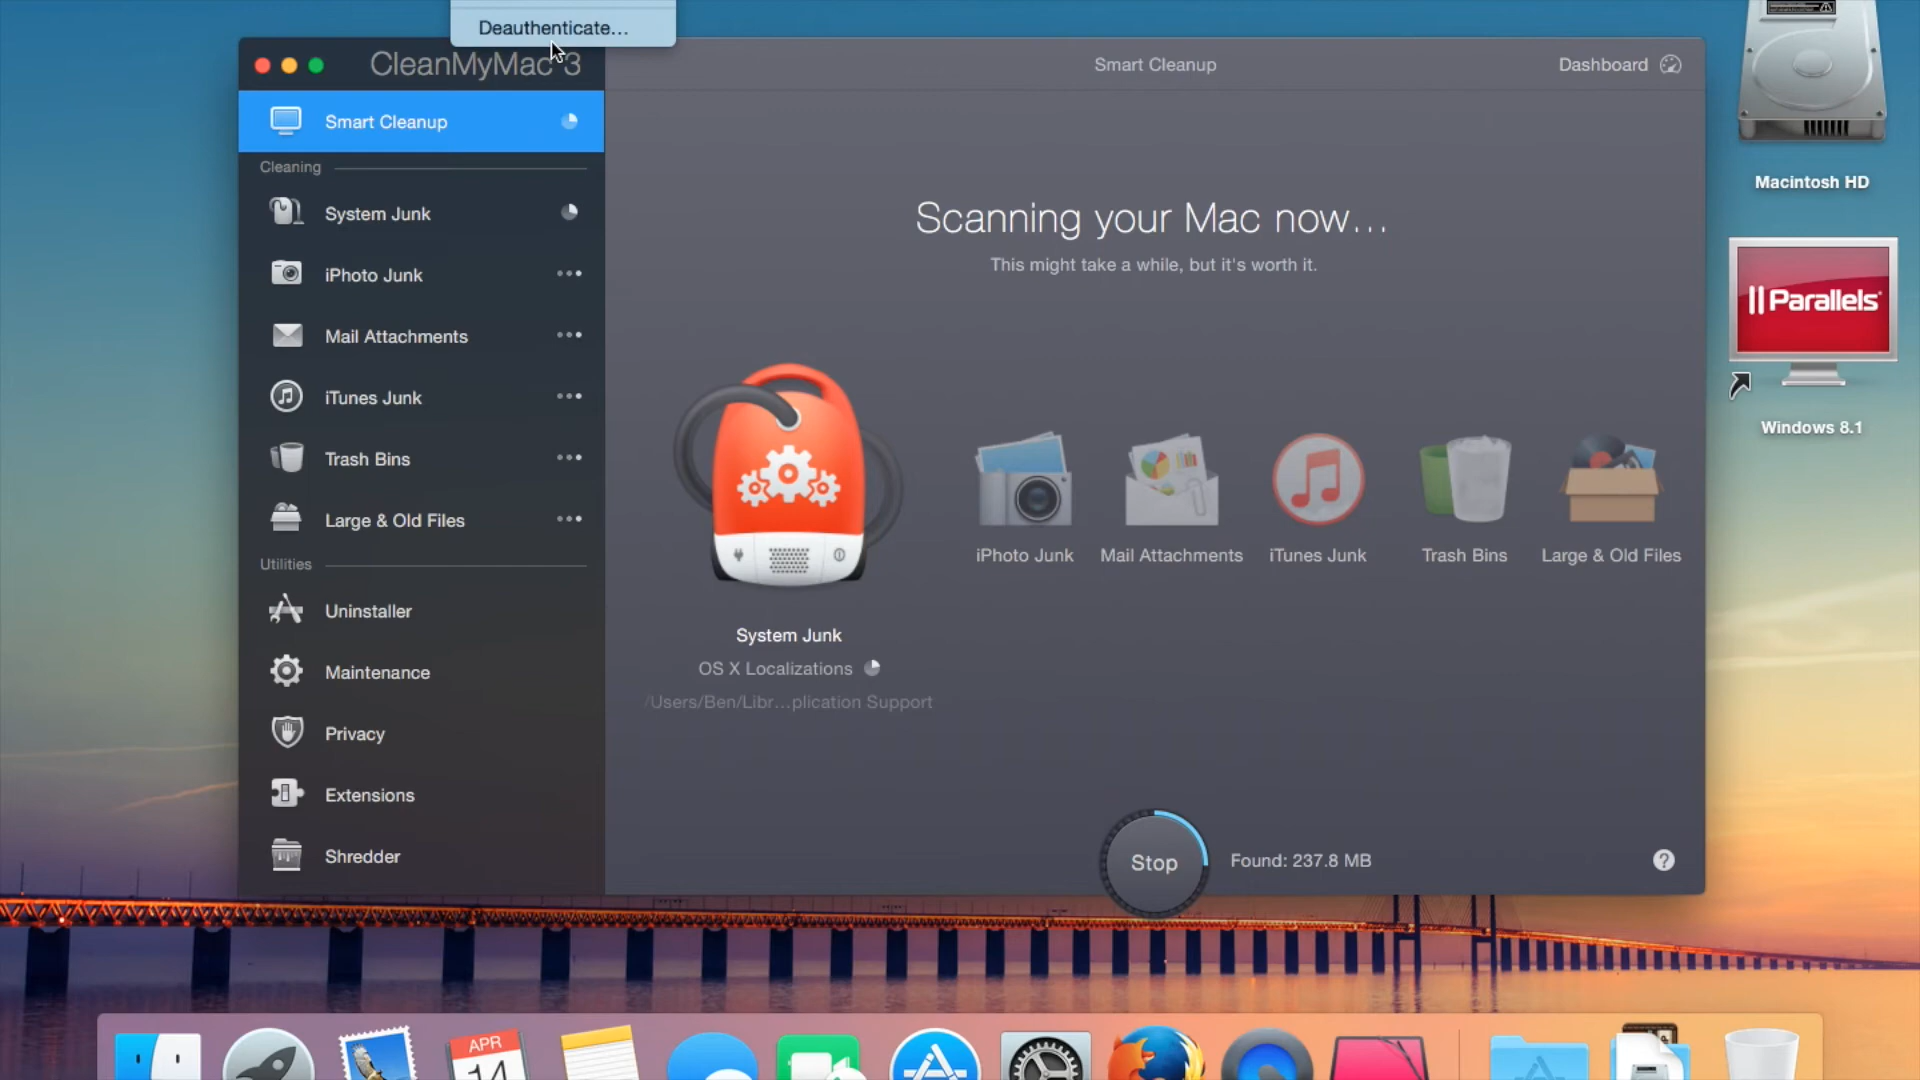 Deauthenticate...
CleanMyMac 3
Smart Cleanup
Dashboard
Smart Cleanup
Cleaning
System Junk
iPhoto Junk
Mail Attachments
iTunes Junk
Trash Bins
Large & Old Files
Utilities
Uninstaller
Maintenance
Privacy
Extensions
Shredder
Scanning your Mac now...
This might take a while, but it's worth it.
iPhoto Junk
Mail Attachments
iTunes Junk
Trash Bins
Large & Old Files
System Junk
OS X Localizations
/Users/Ben/Libr...plication Support
Stop
Found: 237.8 MB
?
Macintosh HD
Parallels
Windows 8.1
APR
14